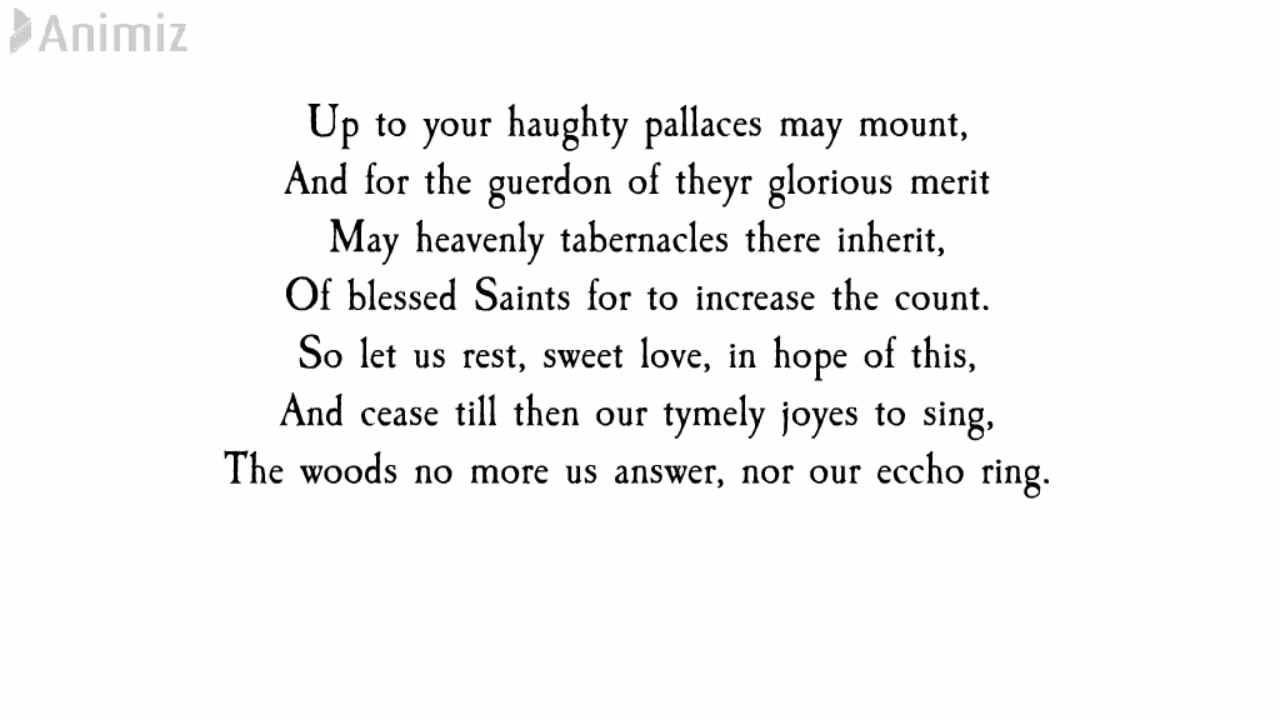 Animiz
Up to your haughty pallaces may mount,
And for the guerdon of theyr glorious merit
May heavenly tabernacles there inherit,
Of blessed Saints for to increase the count.
So let us rest, sweet love, in hope of this,
And cease till then our tymely joyes to sing,
The woods no more us answer, nor our eccho ring.